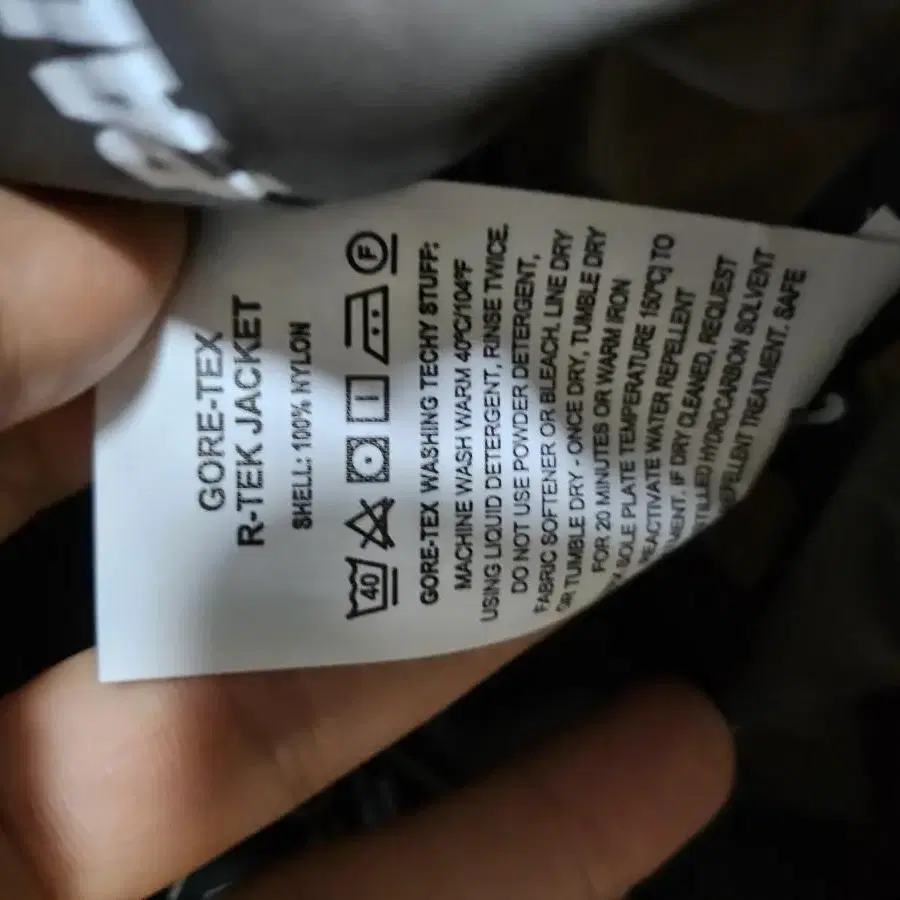 GORE-TEX
R-TEK JACKET
SHELL: 100% NYLON
40 F
GORE-TEX WASHING TECHY STUFF:
MACHINE WASH WARM 40ºC/104ºF
USING LIQUID DETERGENT, RINSE TWICE.
DO NOT USE POWDER DETERGENT,
FABRIC SOFTENER OR BLEACH. LINE DRY
OR TUMBLE DRY - ONCE DRY, TUMBLE DRY
FOR 20 MINUTES OR WARM IRON
SOLE PLATE TEMPERATURE 150ºC] TO
REACTIVATE WATER REPELLENT
IF DRY CLEANED, REQUEST
HYDROCARBON SOLVENT
TREATMENT. SAFE